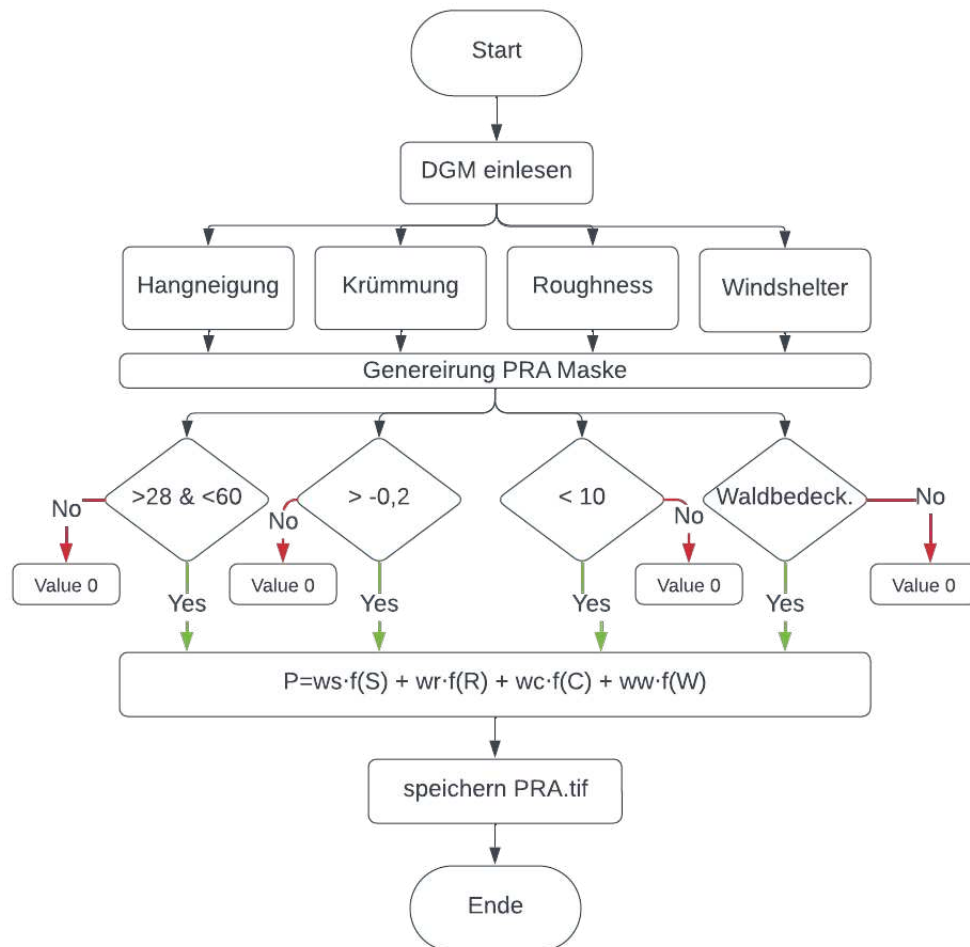 Start
DGM einlesen
Hangneigung
Krümmung
Roughness
Windshelter
Genereirung PRA Maske
>28 & <60
> -0,2
< 10
Waldbedeck.
No
No
No
No
Value 0
Value 0
Value 0
Value 0
Yes
Yes
Yes
Yes
P=ws·f(S) + wr·f(R) + wc·f(C) + ww·f(W)
speichern PRA.tif
Ende